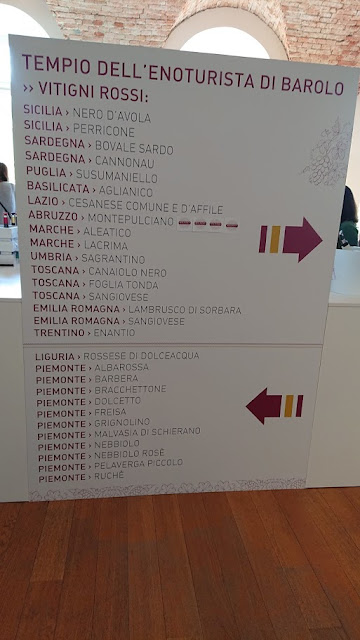 TEMPIO DELL'ENOTURISTA DI BAROLO
›› VITIGNI ROSSI:
SICILIA › NERO D'AVOLA
SICILIA › PERRICONE
SARDEGNA › BOVALE SARDO
SARDEGNA › CANNONAU
PUGLIA › SUSUMANIELLO
BASILICATA › AGLIANICO
LAZIO › CESANESE COMUNE E D'AFFILE
ABRUZZO › MONTEPULCIANO
MARCHE › ALEATICO
MARCHE › LACRIMA
UMBRIA › SAGRANTINO
TOSCANA › CANAIOLO NERO
TOSCANA › FOGLIA TONDA
TOSCANA › SANGIOVESE
EMILIA ROMAGNA › LAMBRUSCO DI SORBARA
EMILIA ROMAGNA › SANGIOVESE
TRENTINO › ENANTIO
LIGURIA › ROSSESE DI DOLCEACQUA
PIEMONTE › ALBAROSSA
PIEMONTE › BARBERA
PIEMONTE › BRACCHETTONE
PIEMONTE › DOLCETTO
PIEMONTE › FREISA
PIEMONTE › GRIGNOLINO
PIEMONTE › MALVASIA DI SCHIERANO
PIEMONTE › NEBBIOLO
PIEMONTE › NEBBIOLO ROSÈ
PIEMONTE › PELAVERGA PICCOLO
PIEMONTE › RUCHÈ